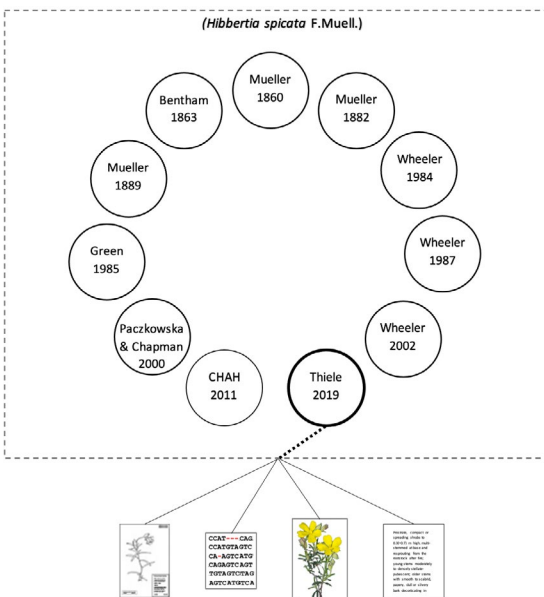 (Hibbertia spicata F.Muell.)
Mueller
1860
Bentham
1863
Mueller
1882
Mueller
1889
Wheeler
1984
Green
1985
Wheeler
1987
Paczkowska
& Chapman
2000
Wheeler
2002
CHAH
2011
Thiele
2019
CCAT---CAG
CCATGTAGTC
CA-AGTCATG
CAGAGTCAGT
TGTAGTCTAG
AGTCATGTCA